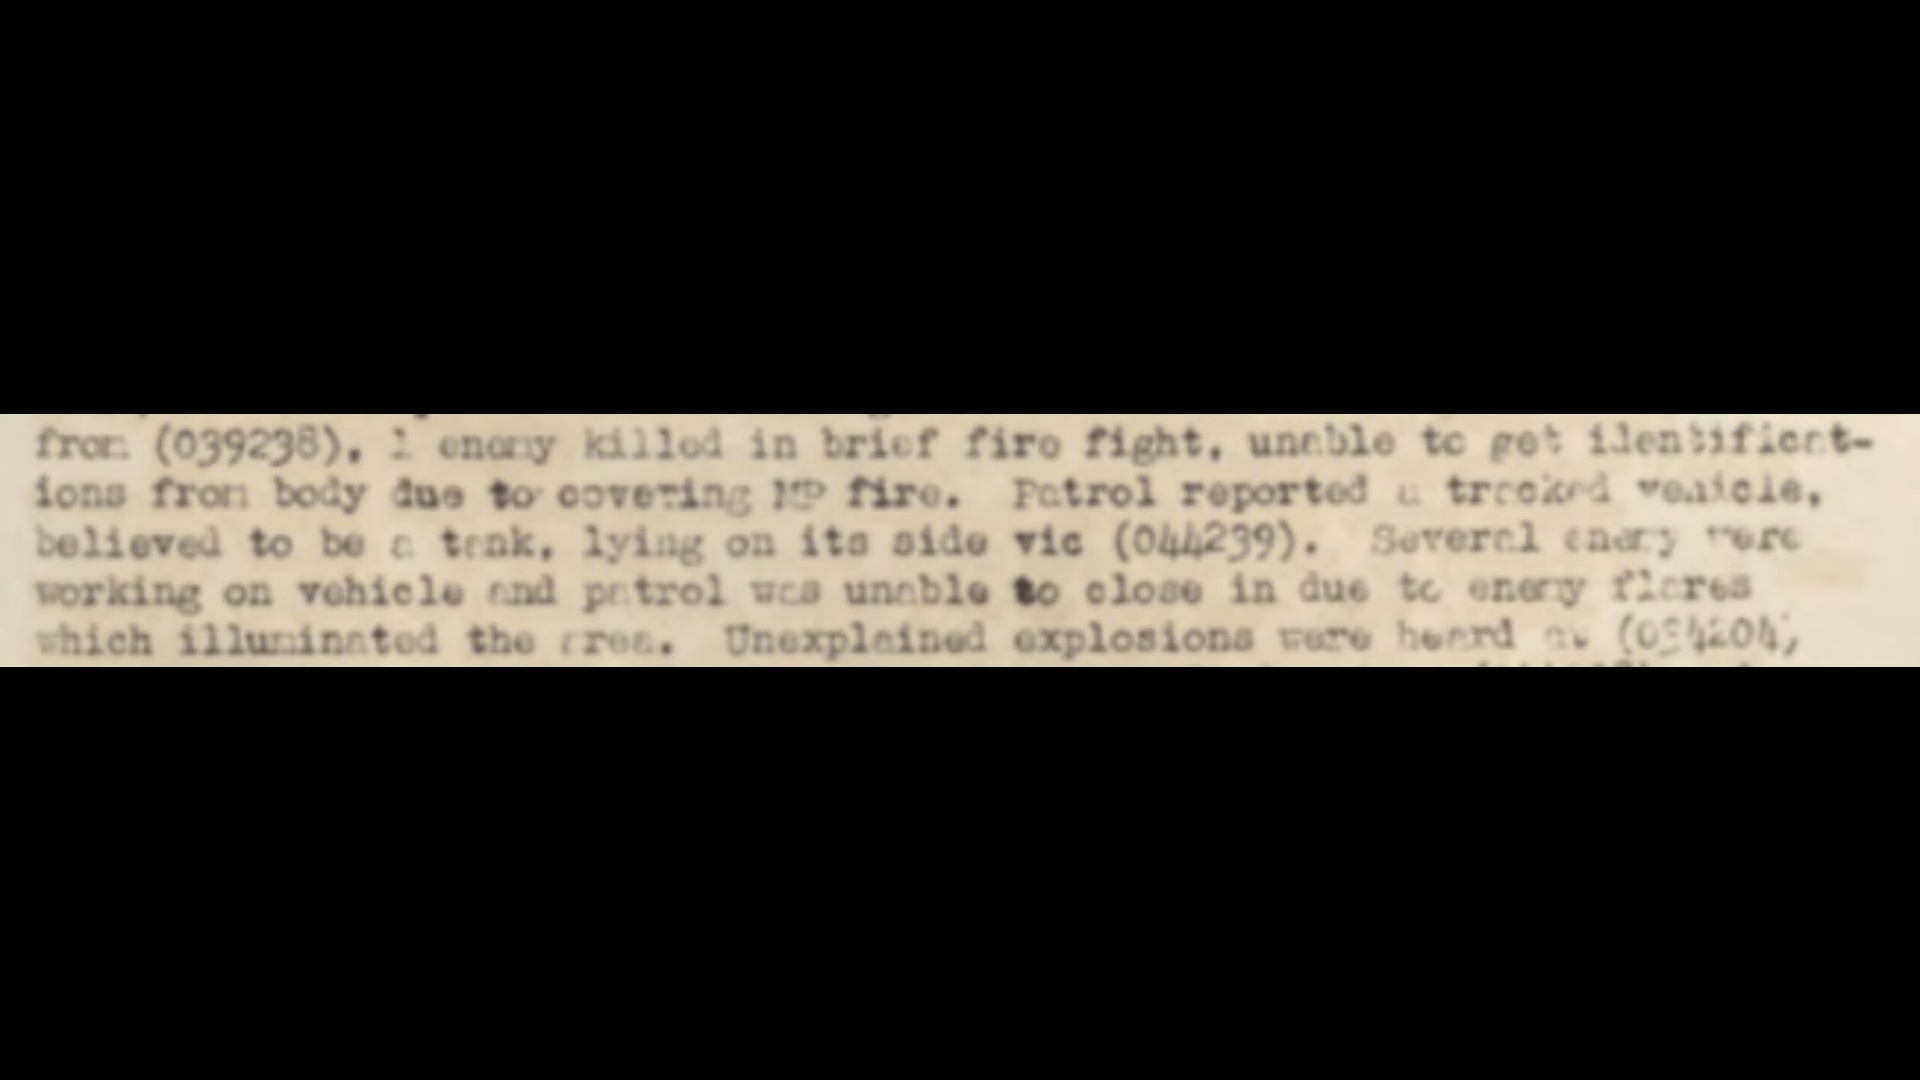 from (039238), 1 enemy killed in brief fire fight, unable to get identificat-
ions from body due to covering MP fire. Patrol reported a tracked vehicle,
believed to be a tank, lying on its side vic (044239). Several enemy were
working on vehicle and patrol was unable to close in due to enemy flares
which illuminated the area. Unexplained explosions were heard at